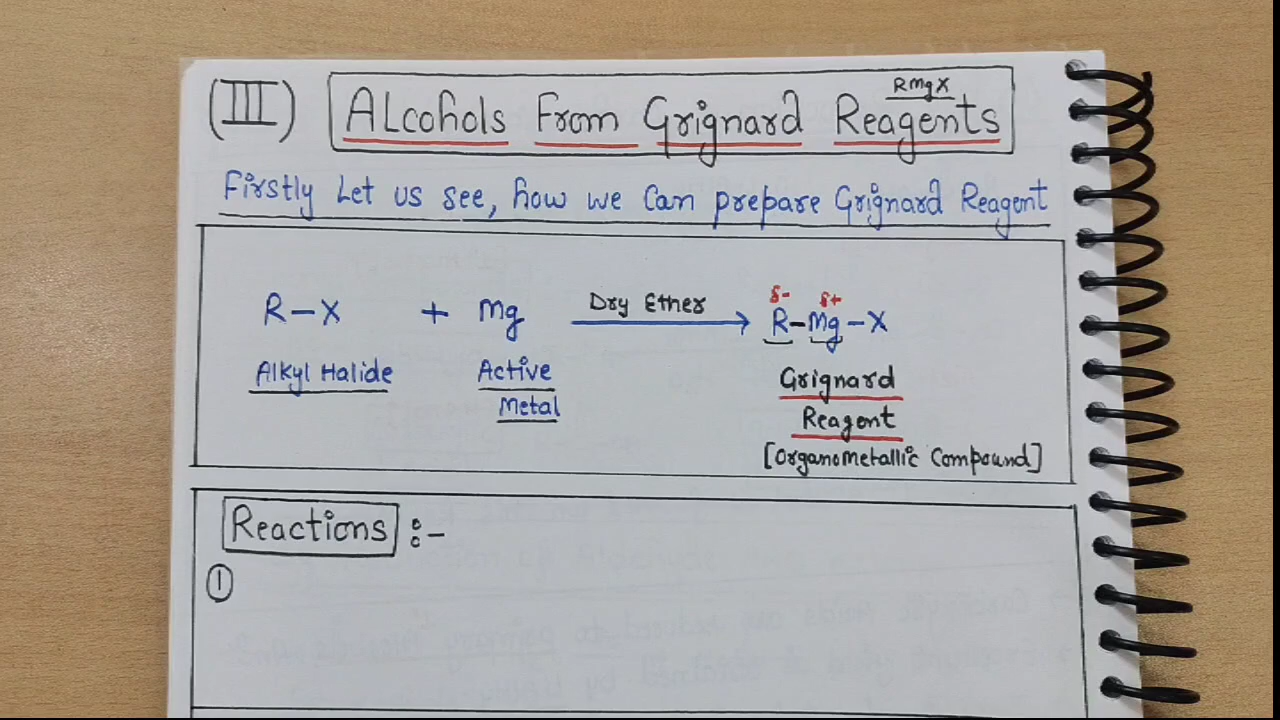 (III) Alcohols From Grignard Reagents
RMgX
Firstly Let us see, how we can prepare Grignard Reagent
R-X + Mg Dry Ether → δ- δ+ R-Mg-X
Alkyl Halide Active Metal Grignard Reagent
[Organometallic Compound]
Reactions :-
①